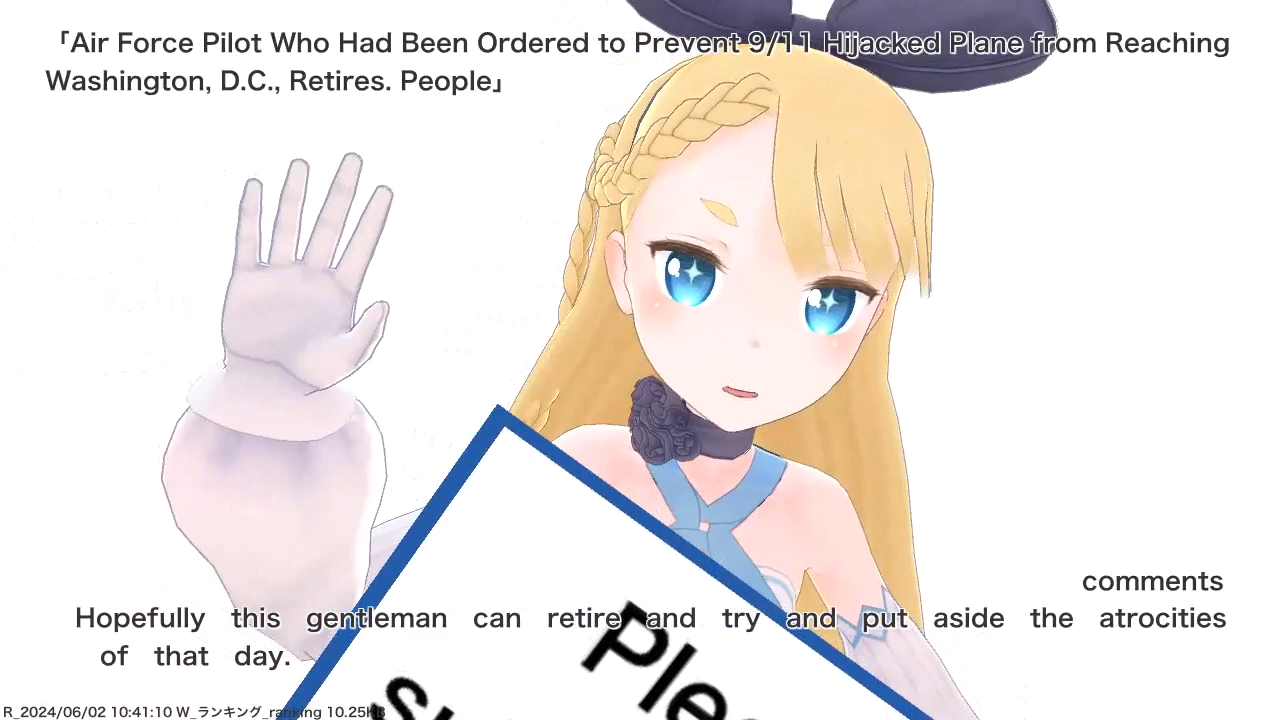 「Air Force Pilot Who Had Been Ordered to Prevent 9/11 Hijacked Plane from Reaching
Washington, D.C., Retires. People」
comments
Hopefully this gentleman can retire and try and put aside the atrocities
of that day.
R_2024/06/02 10:41:10 W_ランキング_ranking 10.25KB